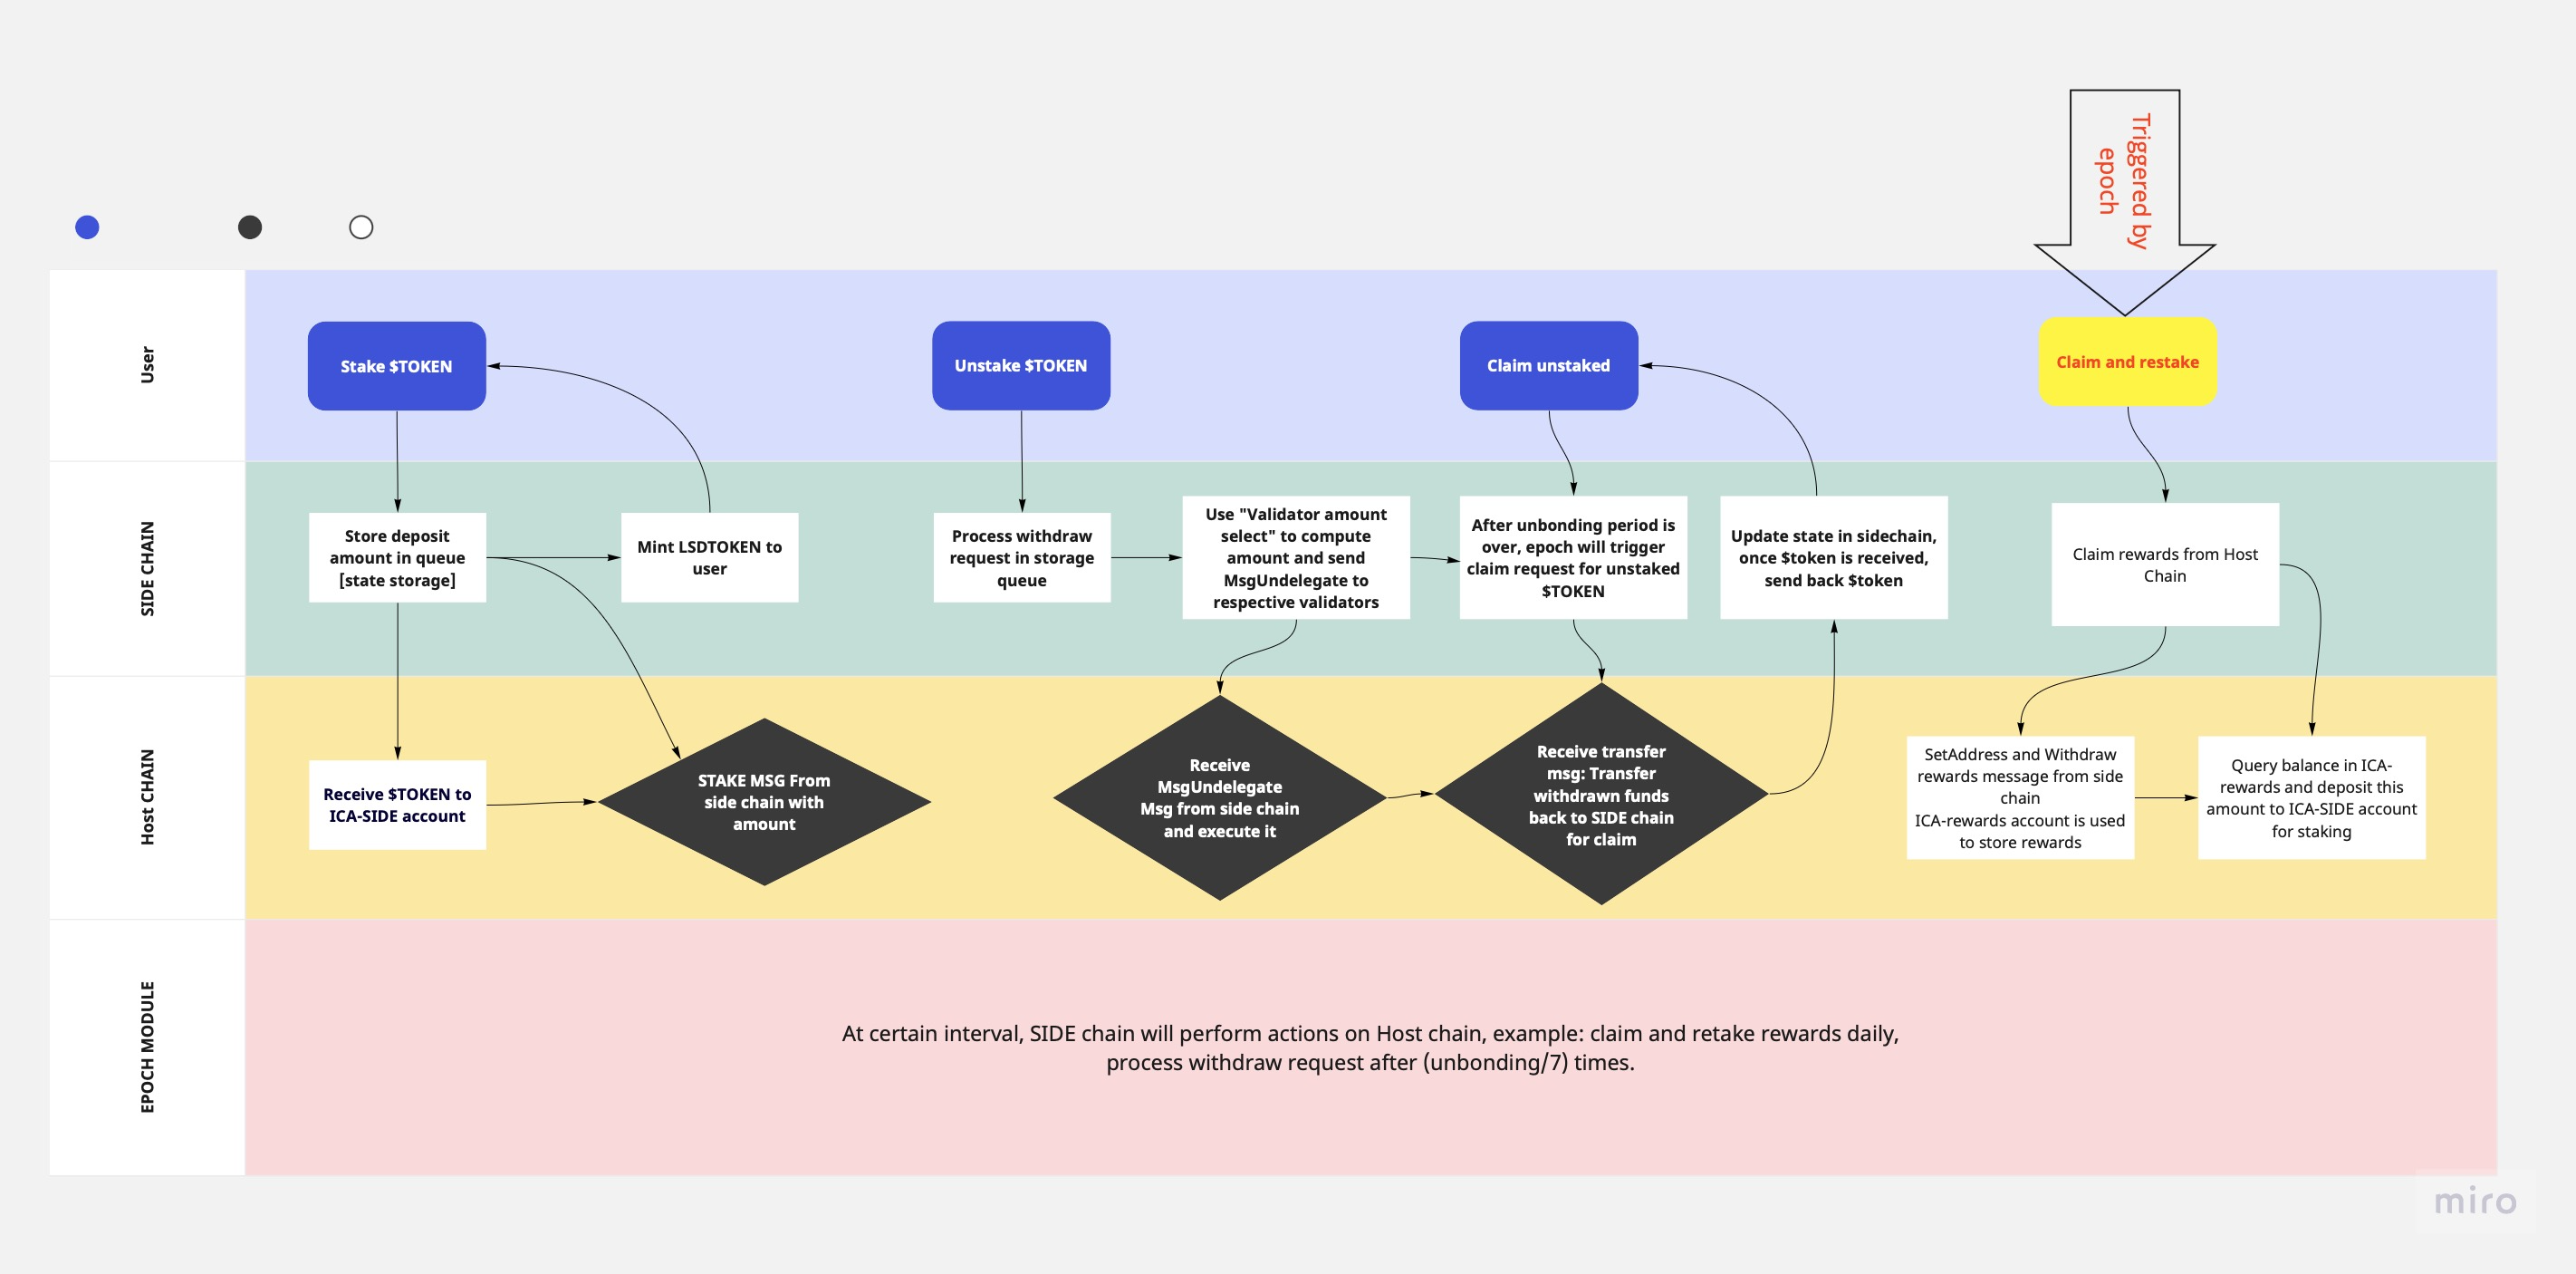 Triggered by
epoch
User
Stake $TOKEN
Unstake $TOKEN
Claim unstaked
Claim and restake
SIDE CHAIN
Store deposit
amount in queue
[state storage]
Mint LSDTOKEN to
user
Process withdraw
request in storage
queue
Use "Validator amount
select" to compute
amount and send
MsgUndelegate to
respective validators
After unbonding period is
over, epoch will trigger
claim request for unstaked
$TOKEN
Update state in sidechain,
once $token is received,
send back $token
Claim rewards from Host
Chain
Host CHAIN
Receive $TOKEN to
ICA-SIDE account
STAKE MSG From
side chain with
amount
Receive
MsgUndelegate
Msg from side chain
and execute it
Receive transfer
msg: Transfer
withdrawn funds
back to SIDE chain
for claim
SetAddress and Withdraw
rewards message from side
chain
ICA-rewards account is used
to store rewards
Query balance in ICA-
rewards and deposit this
amount to ICA-SIDE account
for staking
EPOCH MODULE
At certain interval, SIDE chain will perform actions on Host chain, example: claim and retake rewards daily,
process withdraw request after (unbonding/7) times.
miro